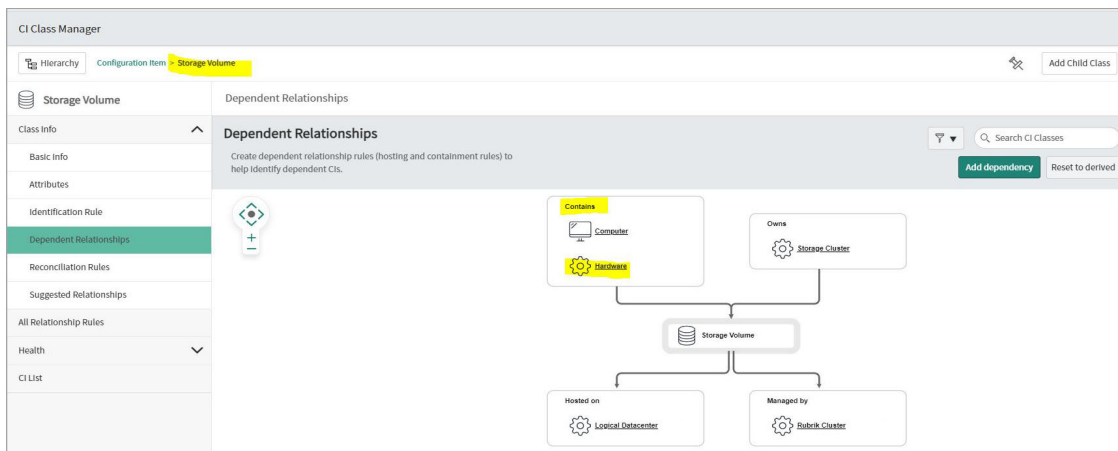 CI Class Manager
Hierarchy
Configuration Item > Storage Volume
Add Child Class
Storage Volume
Class Info
Basic Info
Attributes
Identification Rule
Dependent Relationships
Reconciliation Rules
Suggested Relationships
All Relationship Rules
Health
CI List
Dependent Relationships
Dependent Relationships
Create dependent relationship rules (hosting and containment rules) to
help identify dependent CIs.
Search CI Classes
Add dependency
Reset to derived
Contains
Computer
Hardware
Owns
Storage Cluster
Storage Volume
Hosted on
Logical Datacenter
Managed by
Rubrik Cluster